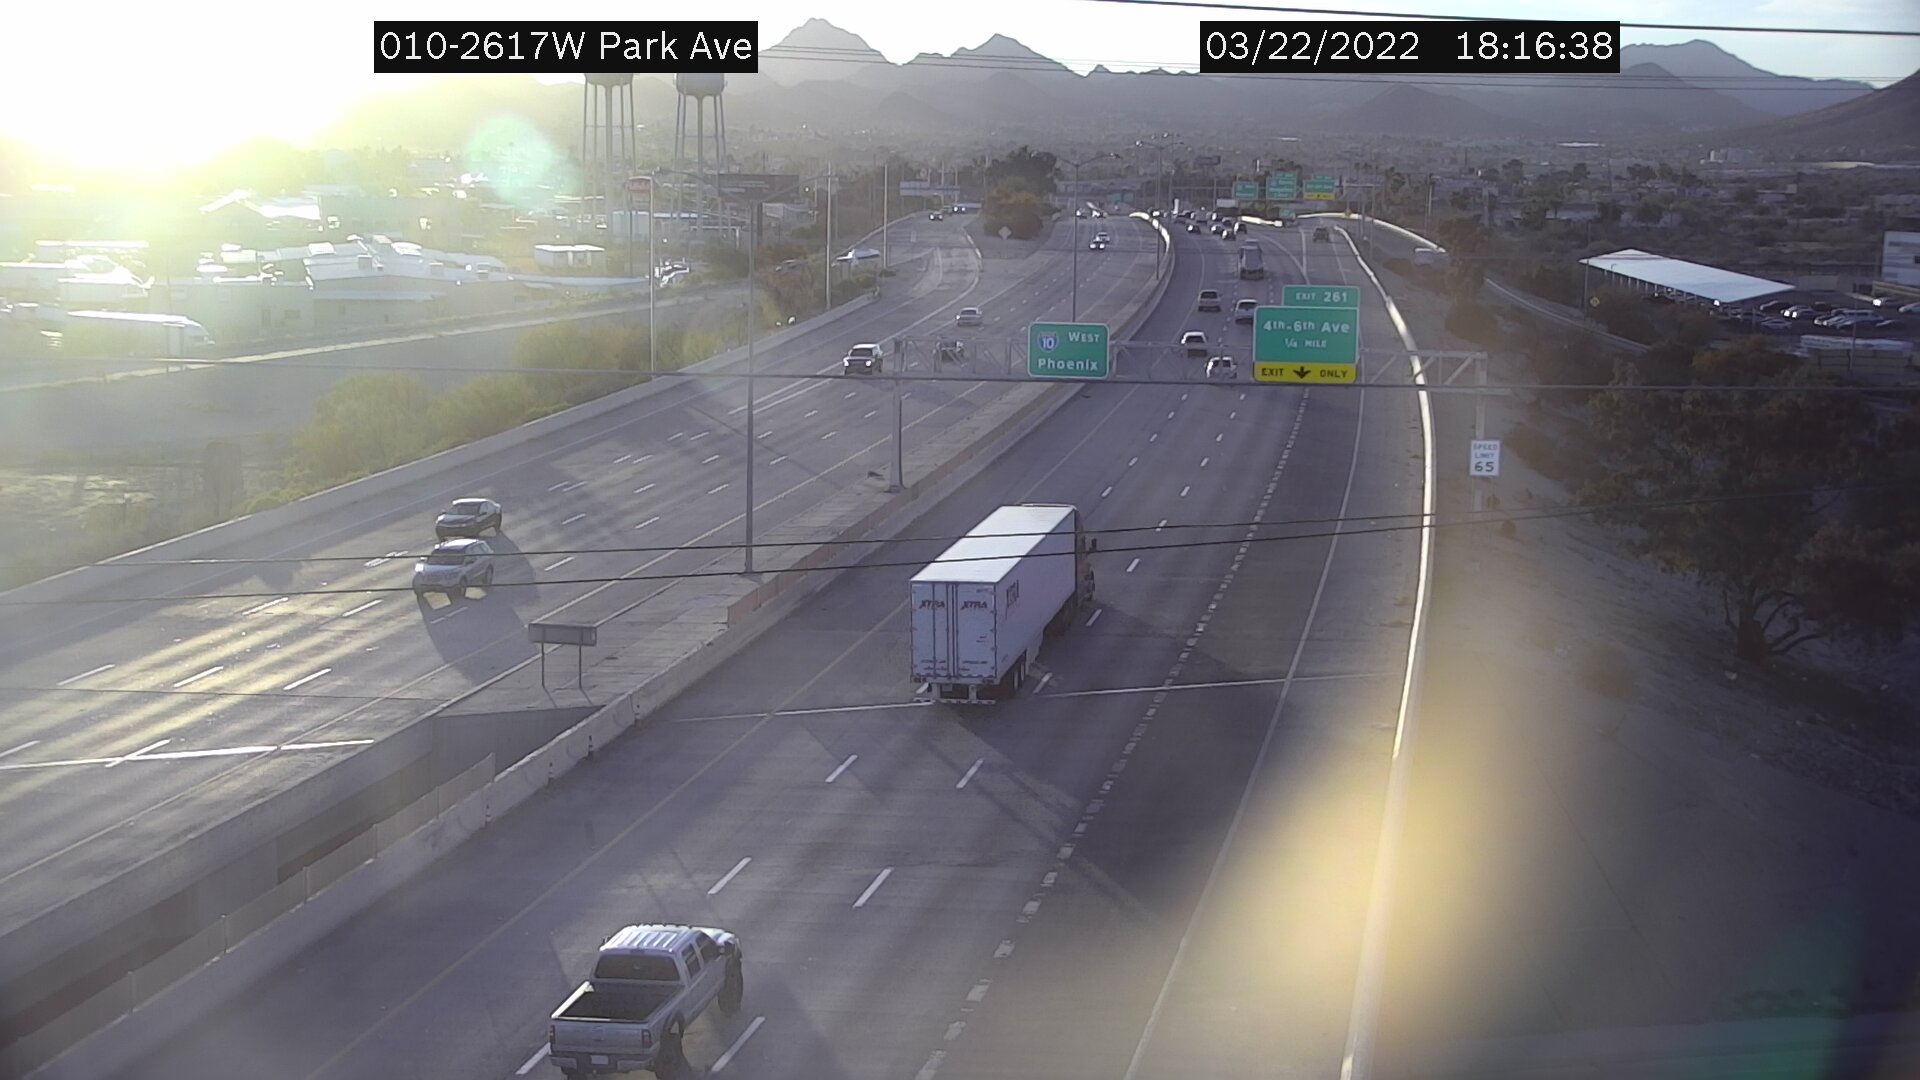 010-2617W Park Ave
03/22/2022 18:16:38
EXIT 261
4th-6th Ave
1/4 MILE
EXIT ONLY
10 WEST
Phoenix
SPEED
LIMIT
65
XTRA XTRA